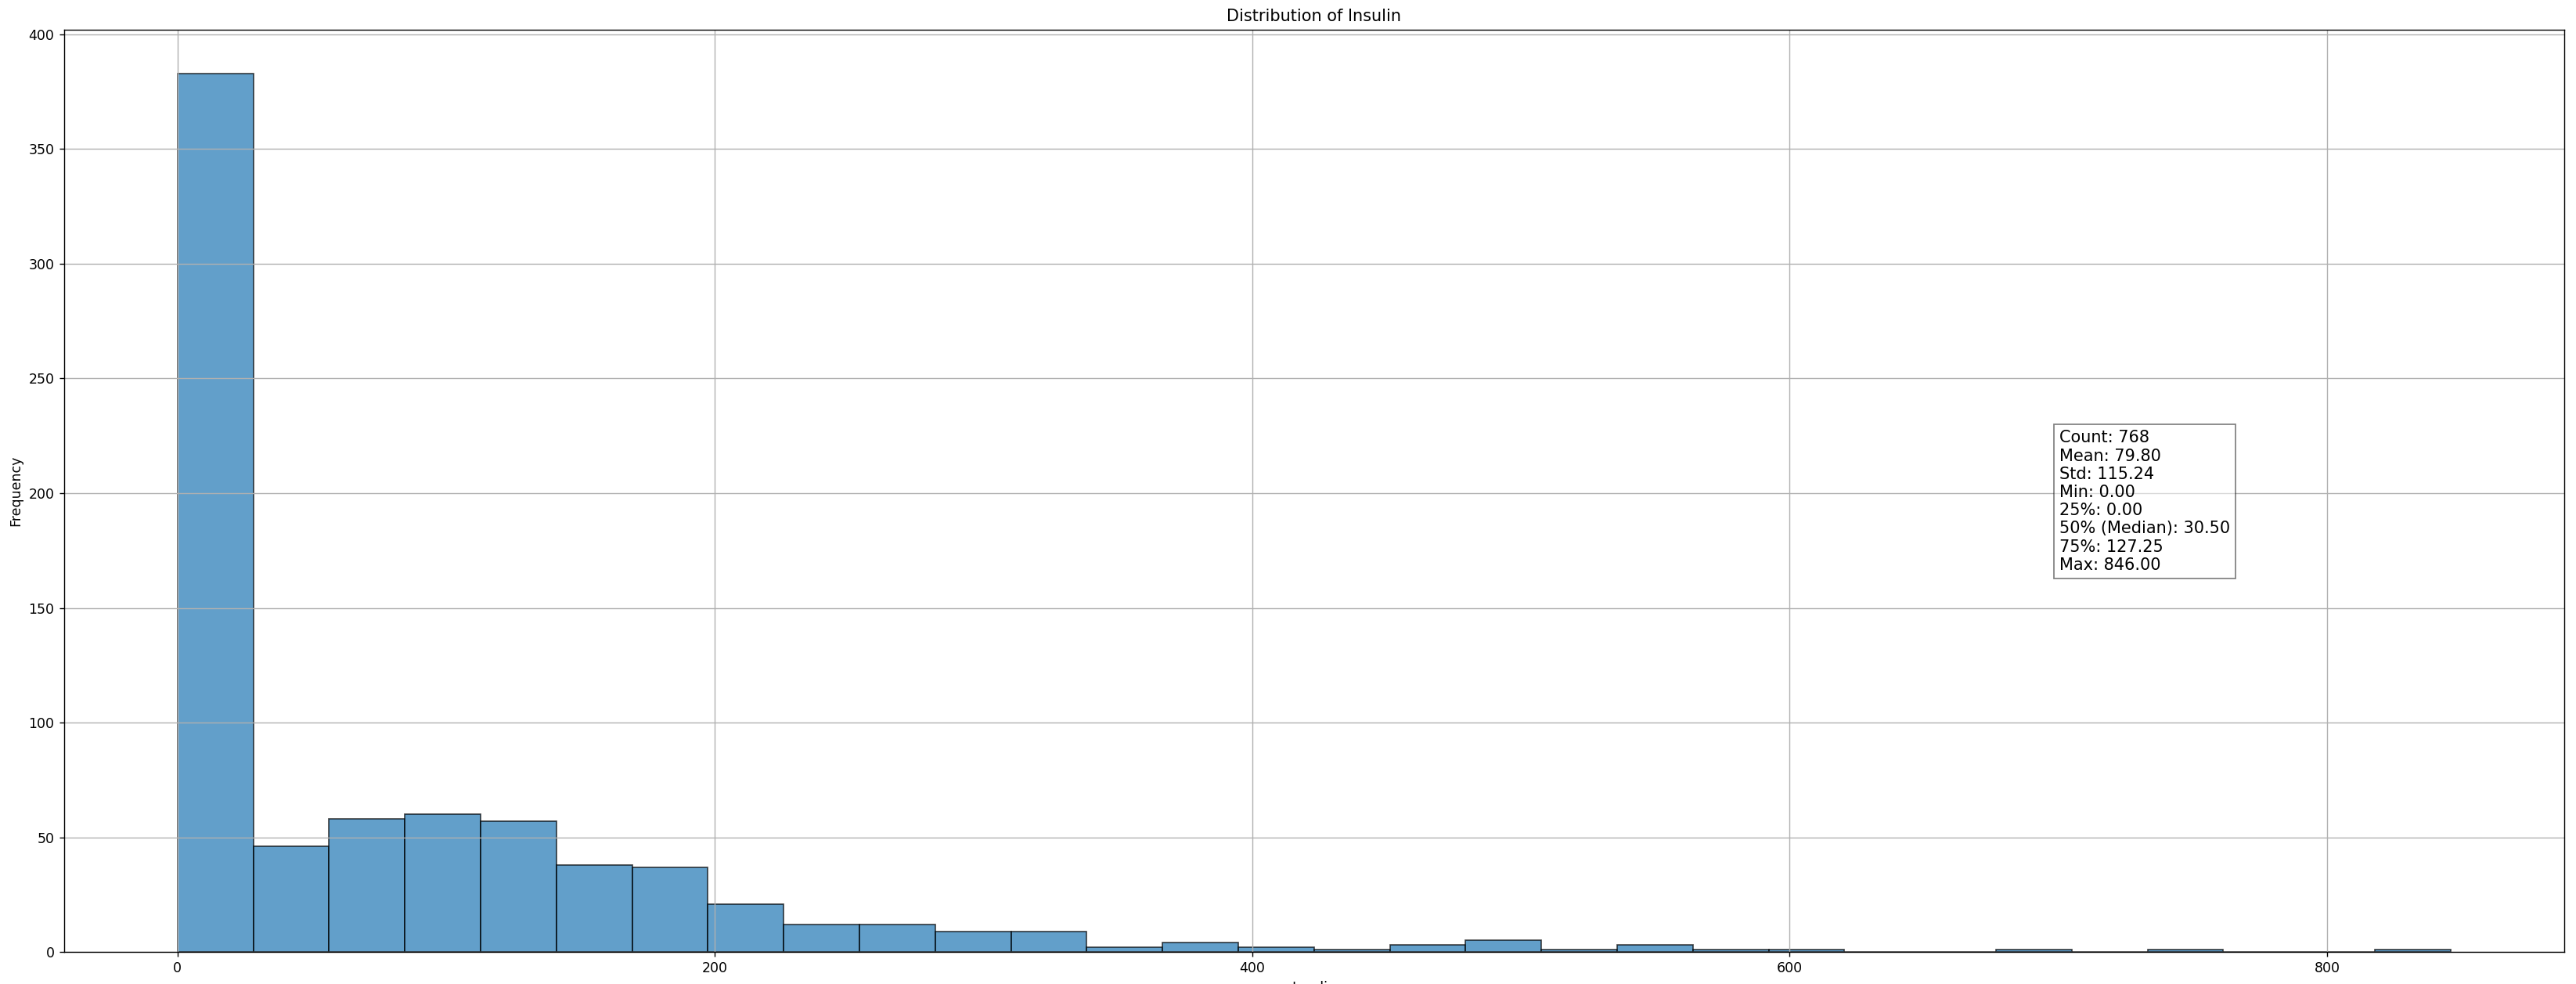 Distribution of Insulin
400
350
300
250
200
150
100
50
0
Frequency
Count: 768
Mean: 79.80
Std: 115.24
Min: 0.00
25%: 0.00
50% (Median): 30.50
75%: 127.25
Max: 846.00
0 200 400 600 800